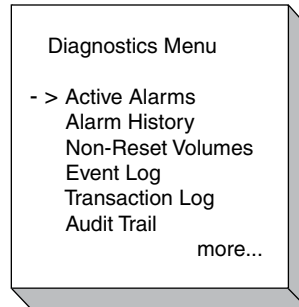 Diagnostics Menu
- > Active Alarms
Alarm History
Non-Reset Volumes
Event Log
Transaction Log
Audit Trail
more...